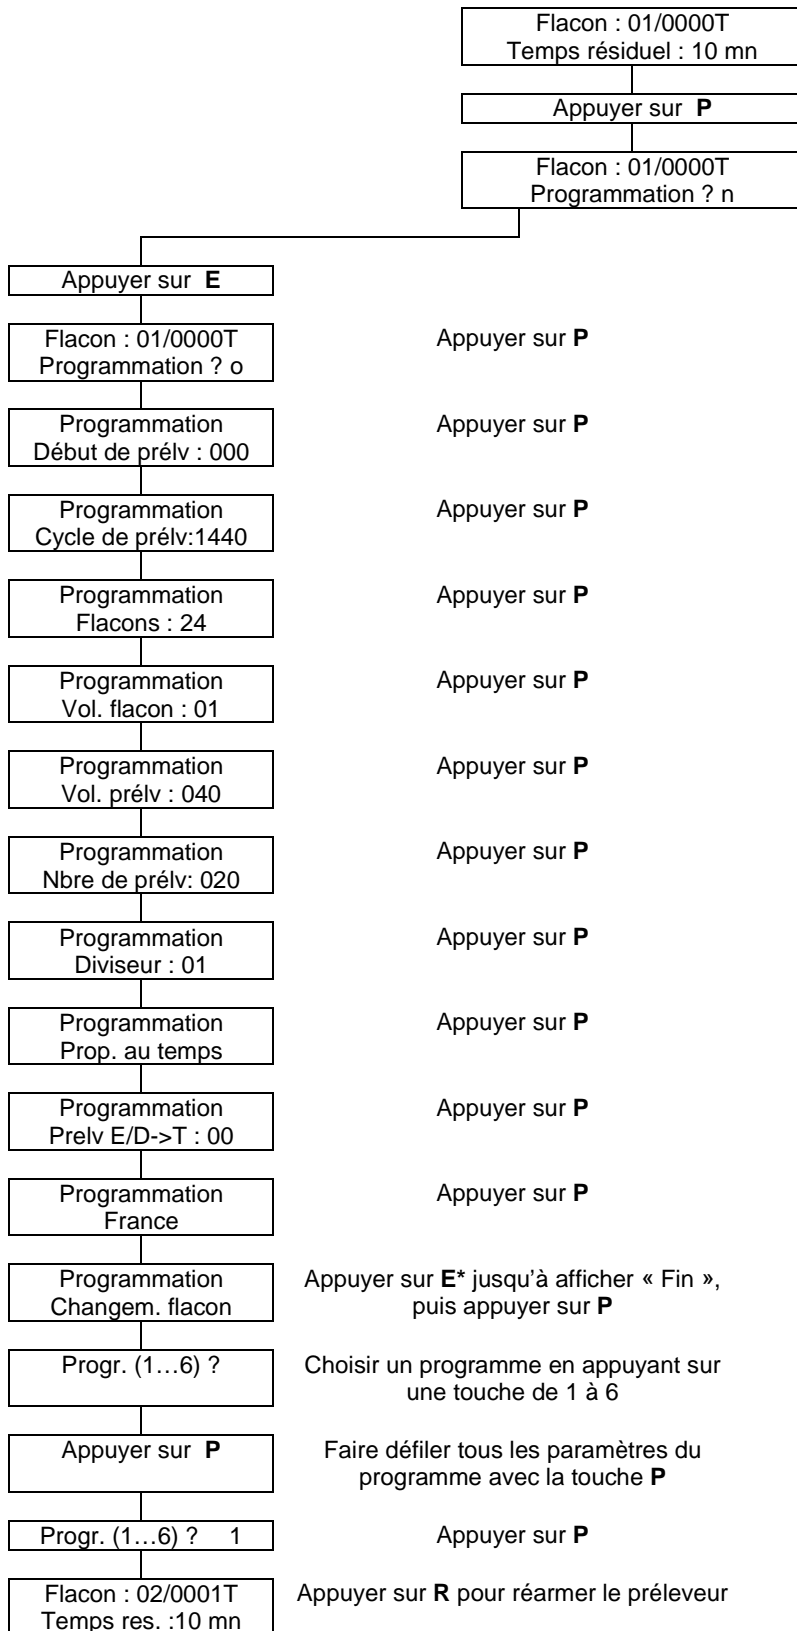 Flacon : 01/0000T
Temps résiduel : 10 mn
Appuyer sur P
Flacon : 01/0000T
Programmation ? n
Appuyer sur E
Flacon : 01/0000T
Programmation ? o
Appuyer sur P
Programmation
Début de prélv : 000
Appuyer sur P
Programmation
Cycle de prélv:1440
Appuyer sur P
Programmation
Flacons : 24
Appuyer sur P
Programmation
Vol. flacon : 01
Appuyer sur P
Programmation
Vol. prélv : 040
Appuyer sur P
Programmation
Nbre de prélv: 020
Appuyer sur P
Programmation
Diviseur : 01
Appuyer sur P
Programmation
Prop. au temps
Appuyer sur P
Programmation
Prelv E/D->T : 00
Appuyer sur P
Programmation
France
Appuyer sur P
Programmation
Changem. flacon
Appuyer sur E* jusqu’à afficher « Fin »,
puis appuyer sur P
Progr. (1…6) ?
Choisir un programme en appuyant sur
une touche de 1 à 6
Appuyer sur P
Faire défiler tous les paramètres du
programme avec la touche P
Progr. (1…6) ? 1
Appuyer sur P
Flacon : 02/0001T
Temps res. :10 mn
Appuyer sur R pour réarmer le préleveur